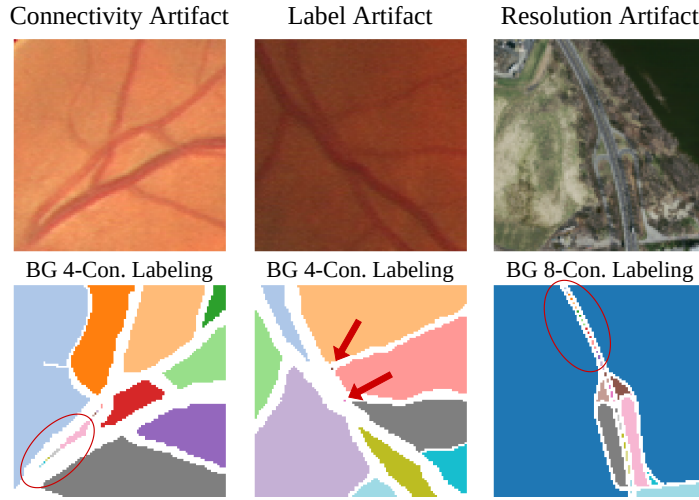 Connectivity Artifact
Label Artifact
Resolution Artifact
BG 4-Con. Labeling
BG 4-Con. Labeling
BG 8-Con. Labeling